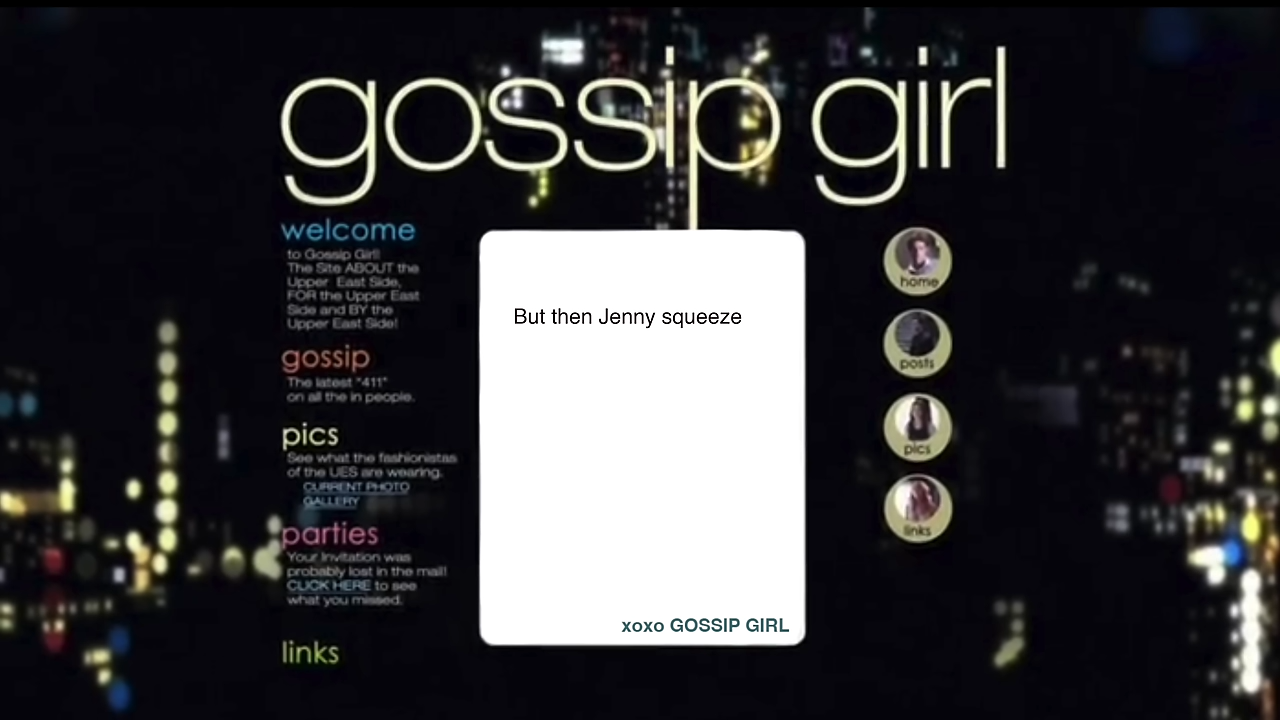 gossip girl
welcome
to Gossip Girl!
The Site ABOUT the
Upper East Side,
FOR the Upper East
Side and BY the
Upper East Side!
gossip
The latest "411"
on all the in people.
pics
See what the fashionistas
of the UES are wearing.
CURRENT PHOTO
GALLERY
parties
Your Invitation was
probably lost in the mail!
CLICK HERE to see
what you missed.
links
But then Jenny squeeze
xoxo GOSSIP GIRL
home
posts
pics
links